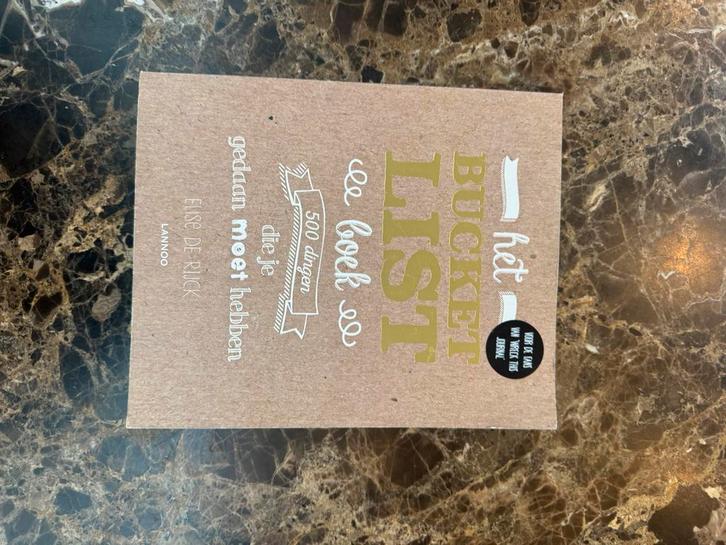 het
BUCKET
LIST
boek
500 dingen
die je
gedaan moet hebben
ELISE DE RIJCK
LANNOO
VOOR DE FANS
VAN WRECK THIS
JOURNAL